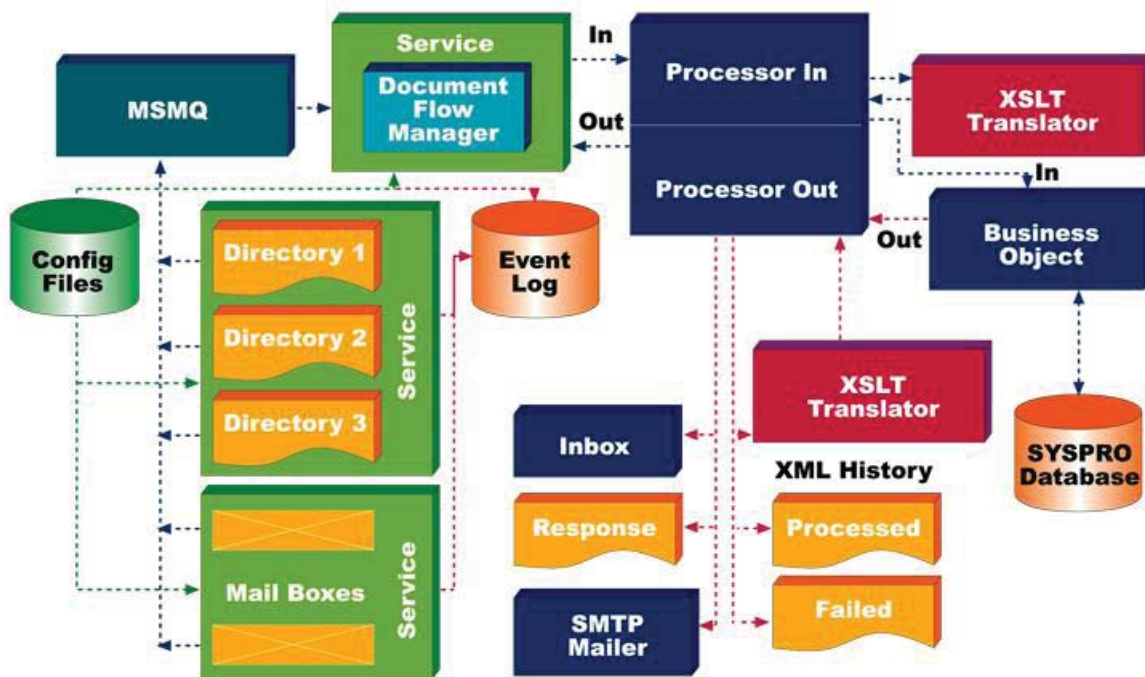 Service
In
Processor In
MSMQ
Document
Flow
Manager
XSLT
Translator
Out
Processor Out
In
Config
Files
Directory 1
Event
Log
Out
Business
Object
Directory 2
Service
Directory 3
XSLT
Translator
Inbox
SYSPRO
Database
XML History
Response
Processed
Mail Boxes
Service
SMTP
Mailer
Failed